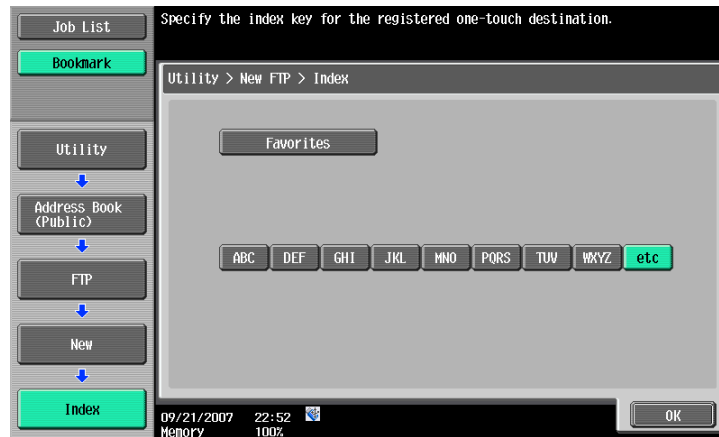 Job List
Bookmark
Utility
Address Book
(Public)
FTP
New
Index
Specify the index key for the registered one-touch destination.
Utility > New FTP > Index
Favorites
ABC DEF GHI JKL MNO PQRS TUV WXYZ etc
09/21/2007 22:52
Memory 100%
OK